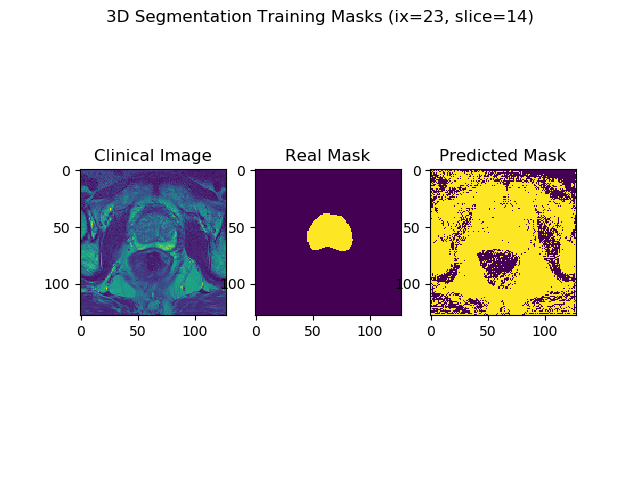 3D Segmentation Training Masks (ix=23, slice=14)
Clinical Image Real Mask Predicted Mask
0 0 0
50 50 50
100 100 100
0 50 100 0 50 100 0 50 100